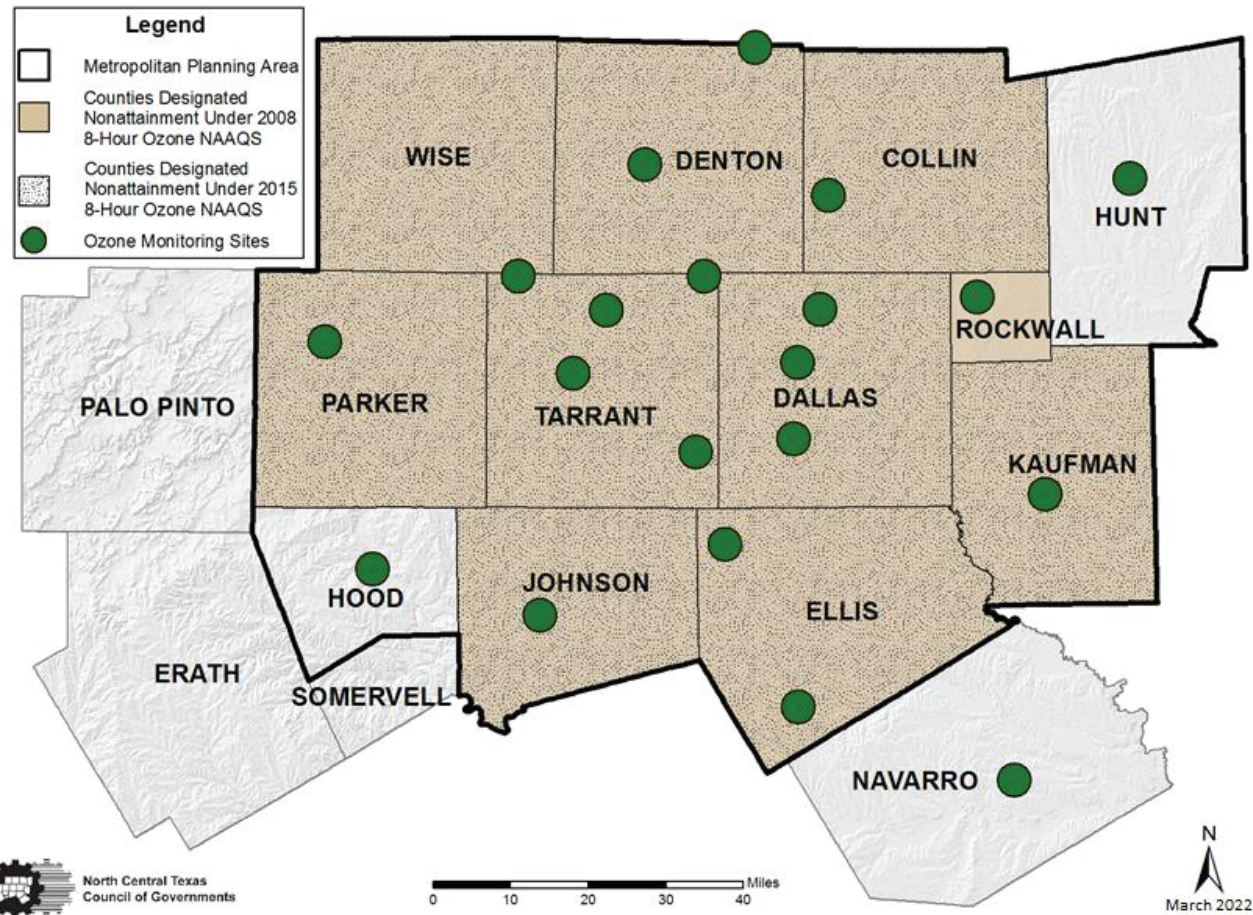 Legend
Metropolitan Planning Area
Counties Designated
Nonattainment Under 2008
8-Hour Ozone NAAQS
Counties Designated
Nonattainment Under 2015
8-Hour Ozone NAAQS
Ozone Monitoring Sites
WISE
DENTON
COLLIN
HUNT
ROCKWALL
PALO PINTO
PARKER
TARRANT
DALLAS
KAUFMAN
HOOD
JOHNSON
ELLIS
ERATH
SOMERVELL
NAVARRO
North Central Texas
Council of Governments
Miles
0 10 20 30 40
N
March 2022